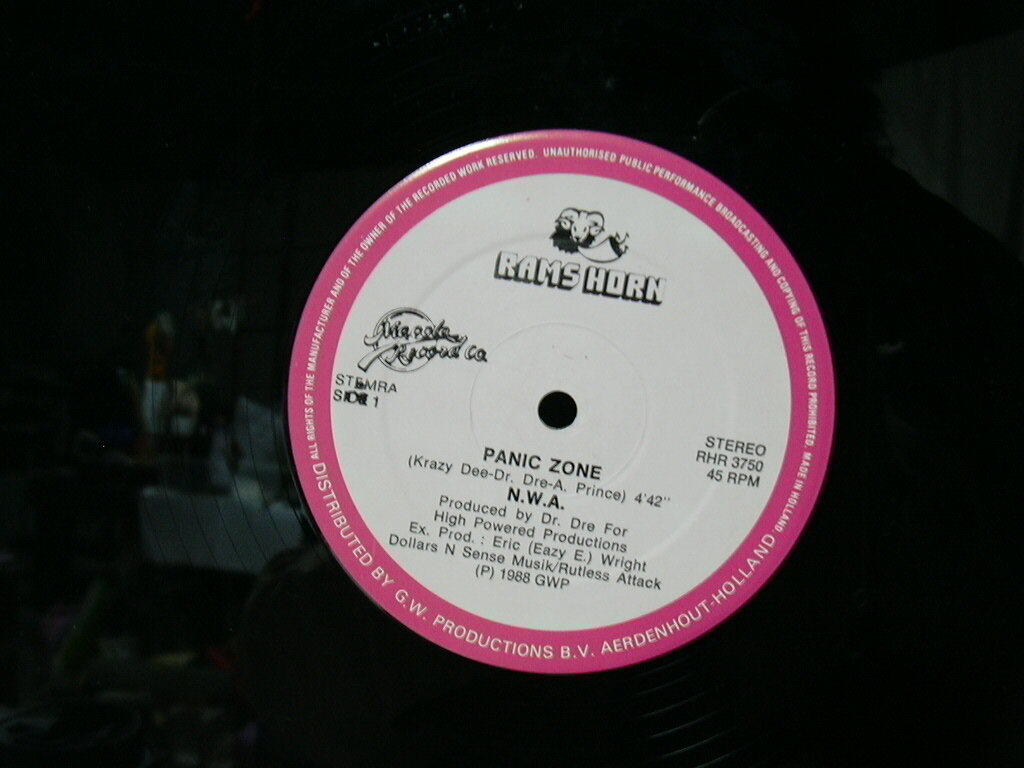 ALL RIGHTS OF THE MANUFACTURER AND OF THE OWNER OF THE RECORDED WORK RESERVED. UNAUTHORISED PUBLIC PERFORMANCE BROADCASTING AND COPYING OF THIS RECORD PROHIBITED. MADE IN HOLLAND
RAMS HORN
Macola
Record Co
STEMRA
SIDE 1
STEREO
RHR 3750
45 RPM
PANIC ZONE
(Krazy Dee-Dr. Dre-A. Prince) 4'42''
N.W.A.
Produced by Dr. Dre For
High Powered Productions
Ex. Prod. : Eric (Eazy E.) Wright
Dollars N Sense Musik/Rutless Attack
(P) 1988 GWP
DISTRIBUTED BY G.W. PRODUCTIONS B.V. AERDENHOUT-HOLLAND